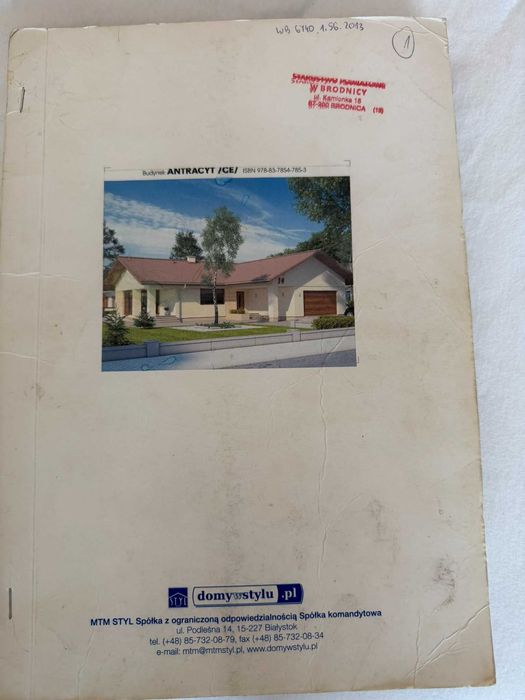 WB 6740.1.56.2013
1
STAROSTWO POWIATOWE
W BRODNICY
ul. Kamionka 18
87-300 BRODNICA (18)
Budynek ANTRACYT /CE/ ISBN 978-83-7854-785-3
STYL domywstylu.pl
MTM STYL Spółka z ograniczoną odpowiedzialnością Spółka komandytowa
ul. Podleśna 14, 15-227 Białystok
tel. (+48) 85-732-08-79, fax (+48) 85-732-08-34
e-mail: mtm@mtmstyl.pl, www.domywstylu.pl